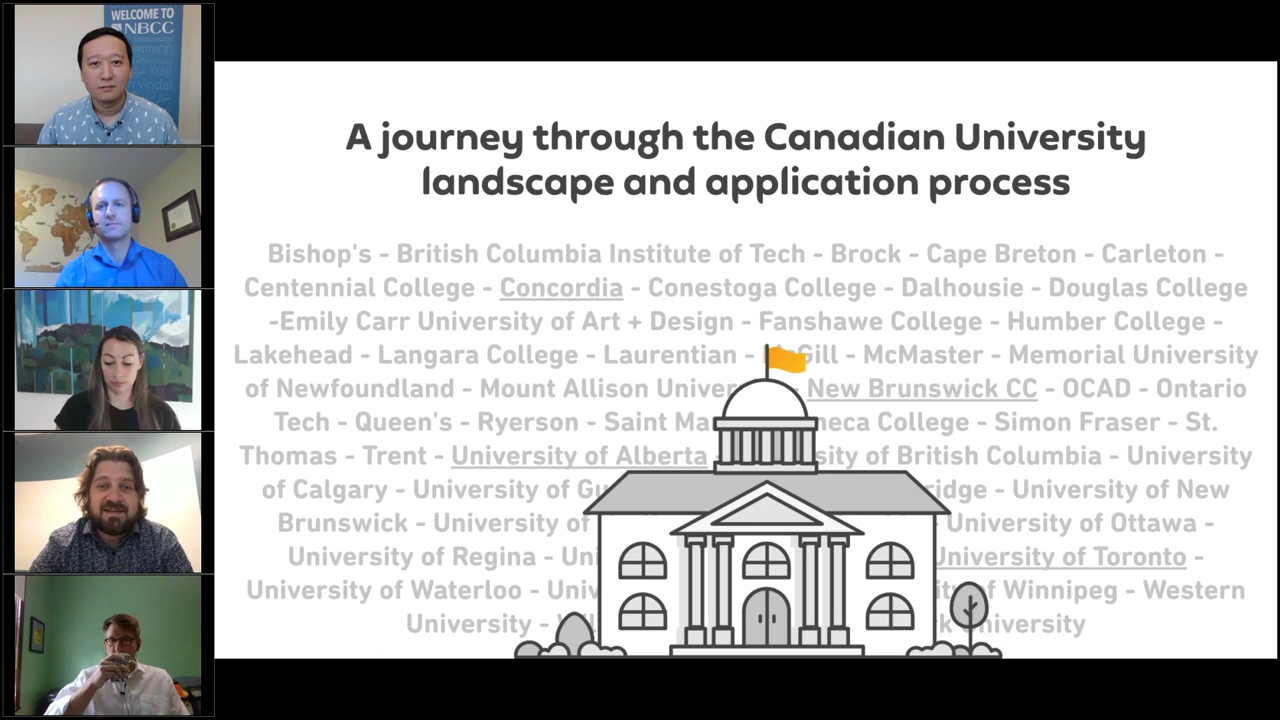 WELCOME TO
NBCC
vindal
A journey through the Canadian University
landscape and application process
Bishop's - British Columbia Institute of Tech - Brock - Cape Breton - Carleton -
Centennial College - Concordia - Conestoga College - Dalhousie - Douglas College
-Emily Carr University of Art + Design - Fanshawe College - Humber College -
Lakehead - Langara College - Laurentian - - McMaster - Memorial University
of Newfoundland - Mount Allison - New Brunswick CC - OCAD - Ontario
Tech - Queen's - Ryerson - Saint College - Simon Fraser - St.
Thomas - Trent - University of Alberta of British Columbia - University
of Calgary - University of - University of New
Brunswick - University of University of Ottawa -
University of Regina - University of Toronto -
University of Waterloo - of Winnipeg - Western
University - University